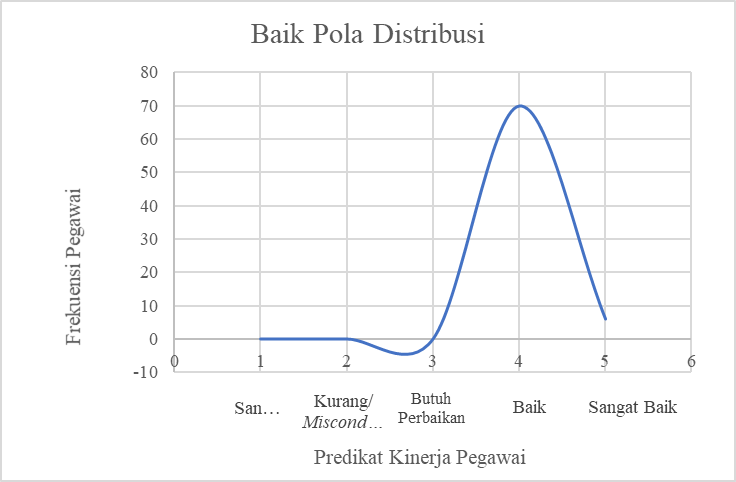 Baik Pola Distribusi
80
70
60
50
40
30
20
10
0
-10
0 1 2 3 4 5 6
Frekuensi Pegawai
San…
Kurang/
Miscond…
Butuh
Perbaikan
Baik
Sangat Baik
Predikat Kinerja Pegawai